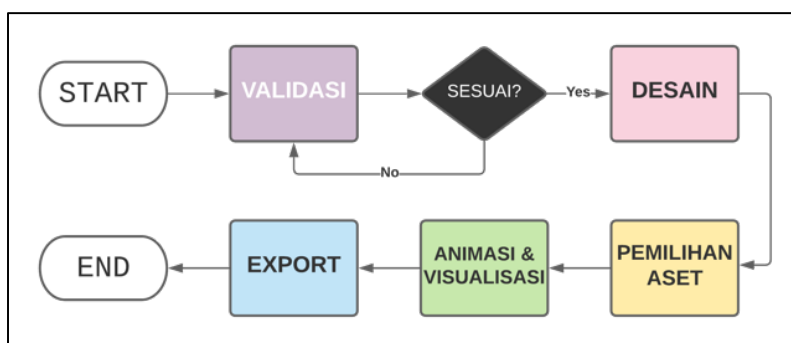 START
VALIDASI
SESUAI?
Yes
DESAIN
No
PEMILIHAN
ASET
ANIMASI &
VISUALISASI
EXPORT
END